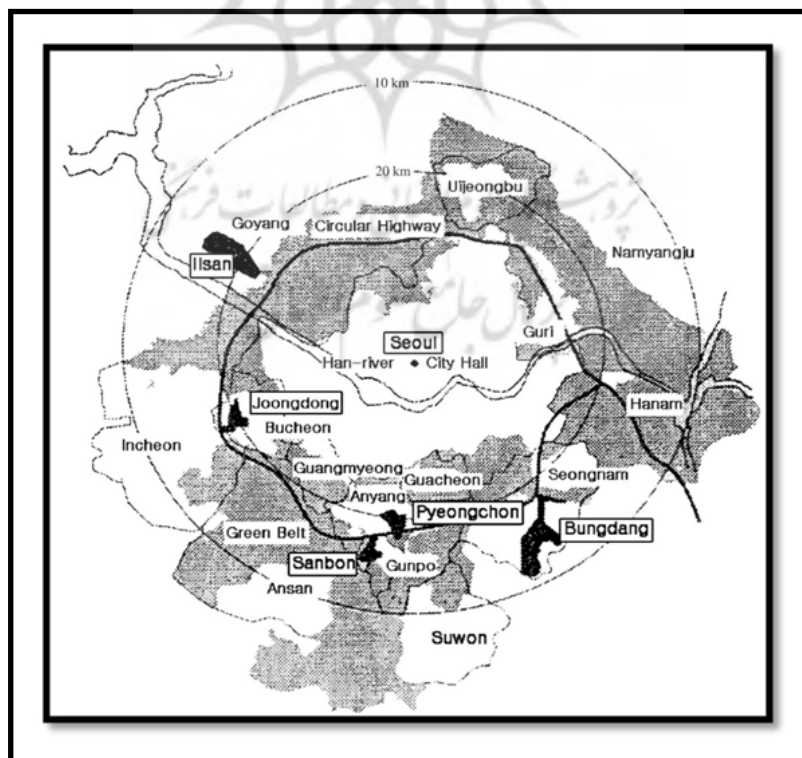 10 km
20 km
Uijeongbu
Goyang
Circular Highway
Namyangju
Ilsan
Guri
Seoul
Han-river
City Hall
Joongdong
Hanam
Bucheon
Incheon
Guangmyeong
Guacheon
Seongnam
Anyang
Pyeongchon
Green Belt
Bungdang
Sanbon
Gunpo
Ansan
Suwon